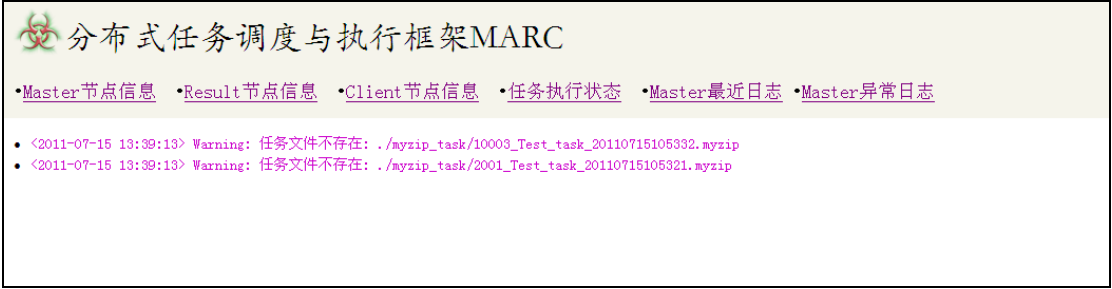 分布式任务调度与执行框架MARC
•Master节点信息 •Result节点信息 •Client节点信息 •任务执行状态 •Master最近日志 •Master异常日志
• <2011-07-15 13:39:13> Warning: 任务文件不存在: ./myzip_task/10003_Test_task_20110715105332.myzip
• <2011-07-15 13:39:13> Warning: 任务文件不存在: ./myzip_task/2001_Test_task_20110715105321.myzip